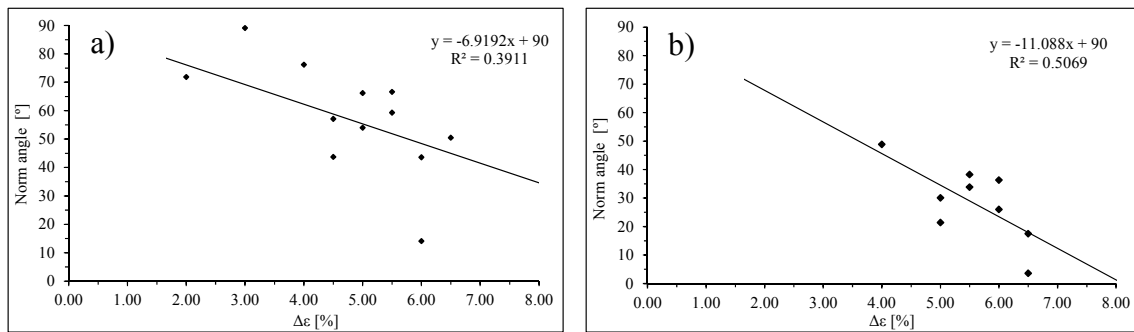 a)
y = -6.9192x + 90
R² = 0.3911
Norm angle [º]
90
80
70
60
50
40
30
20
10
0
0.00 1.00 2.00 3.00 4.00 5.00 6.00 7.00 8.00
Δε [%]
b)
y = -11.088x + 90
R² = 0.5069
Norm angle [º]
90
80
70
60
50
40
30
20
10
0
0.00 1.00 2.00 3.00 4.00 5.00 6.00 7.00 8.00
Δε [%]